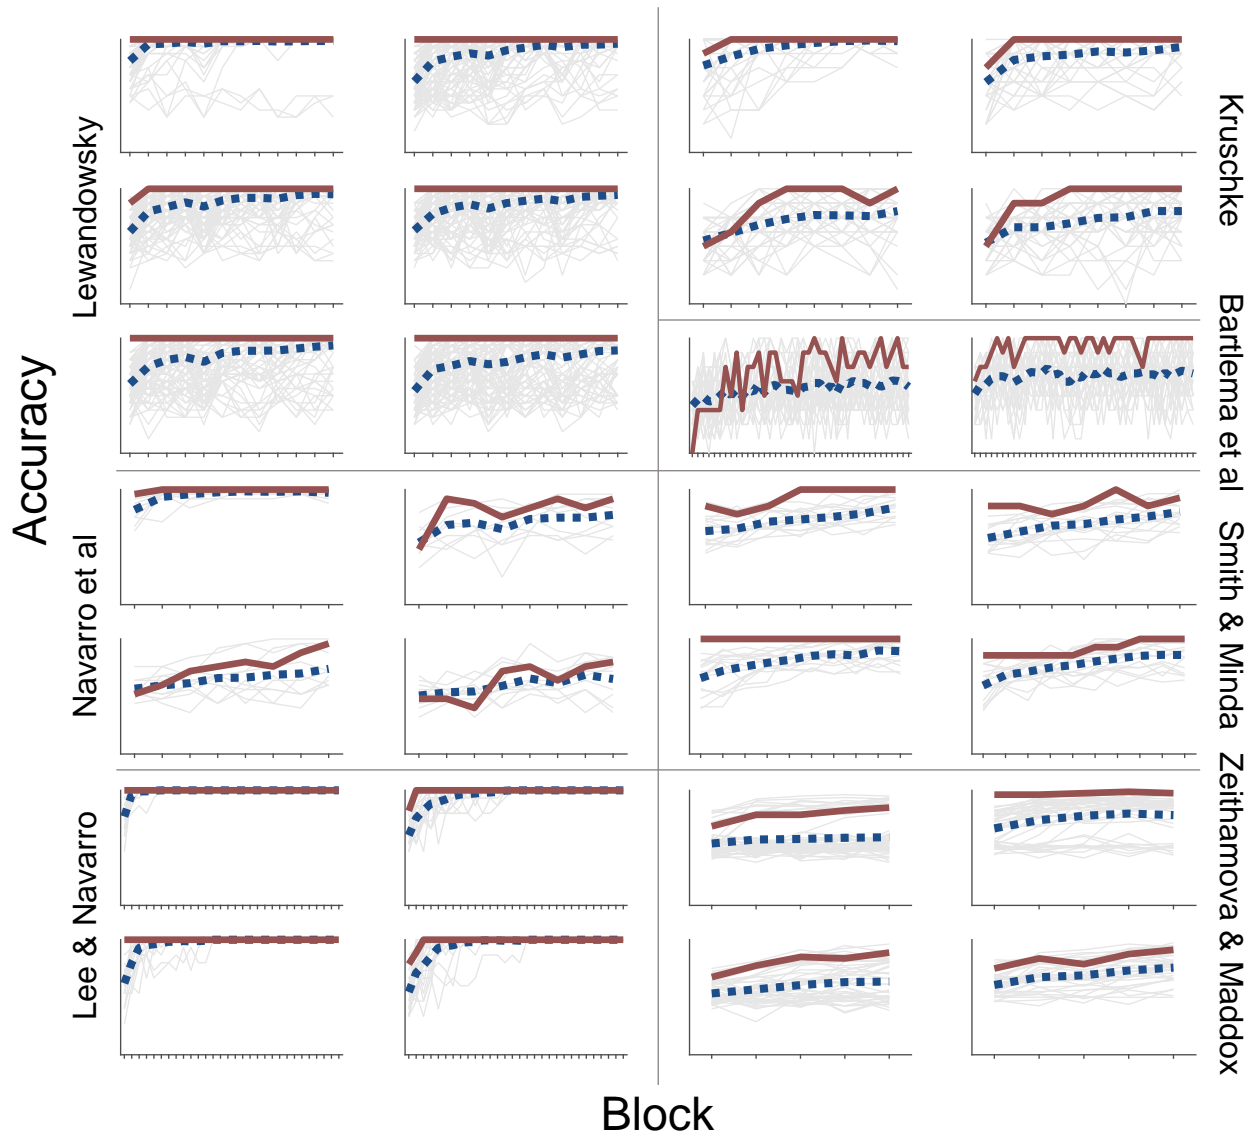 Accuracy
Lewandowsky
Navarro et al
Lee & Navarro
Kruschke
Bartlema et al
Smith & Minda
Zeithamova & Maddox
Block